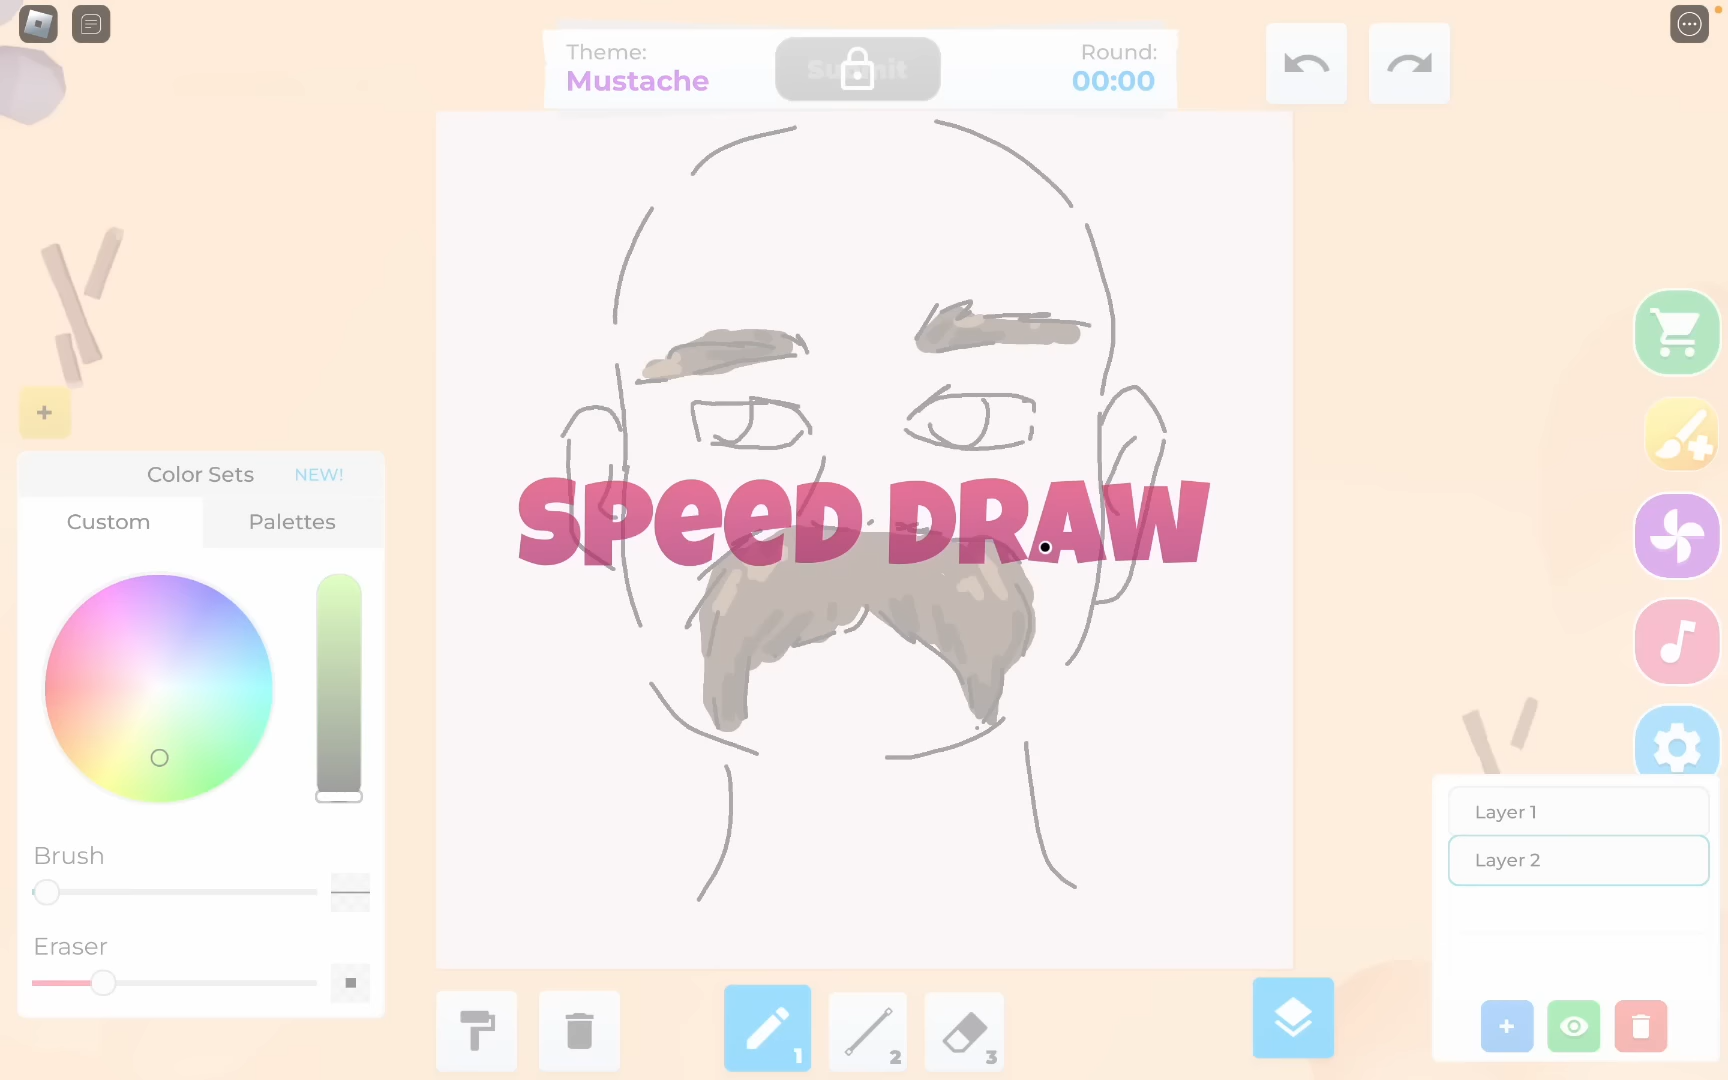 Theme:
Mustache
Submit
Round:
00:00
SPeeD DRAW
Color Sets
NEW!
Custom
Palettes
Brush
Eraser
Layer 1
Layer 2
+
+
1
2
3